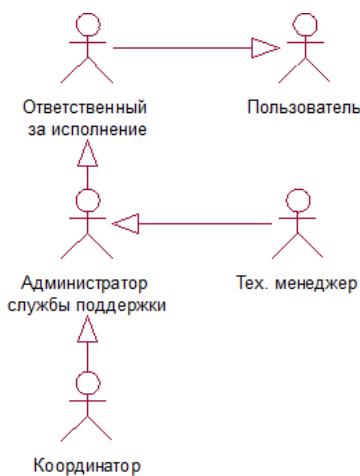 Ответственный
за исполнение
Пользователь
Администратор
службы поддержки
Тех. менеджер
Координатор